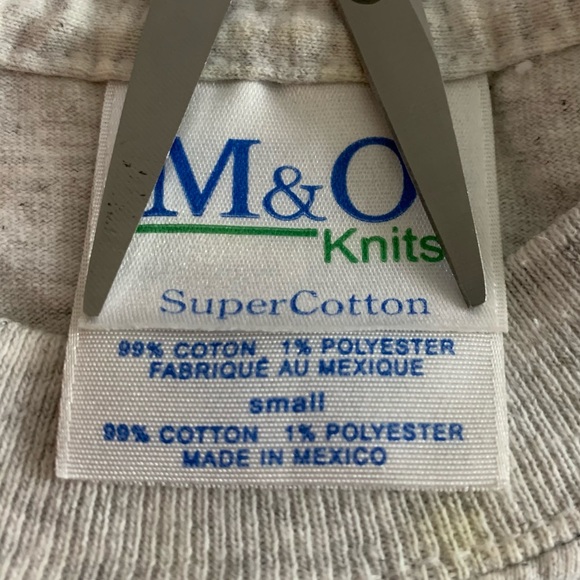 M&O
Knits
SuperCotton
99% COTON 1% POLYESTER
FABRIQUÉ AU MEXIQUE
small
99% COTTON 1% POLYESTER
MADE IN MEXICO